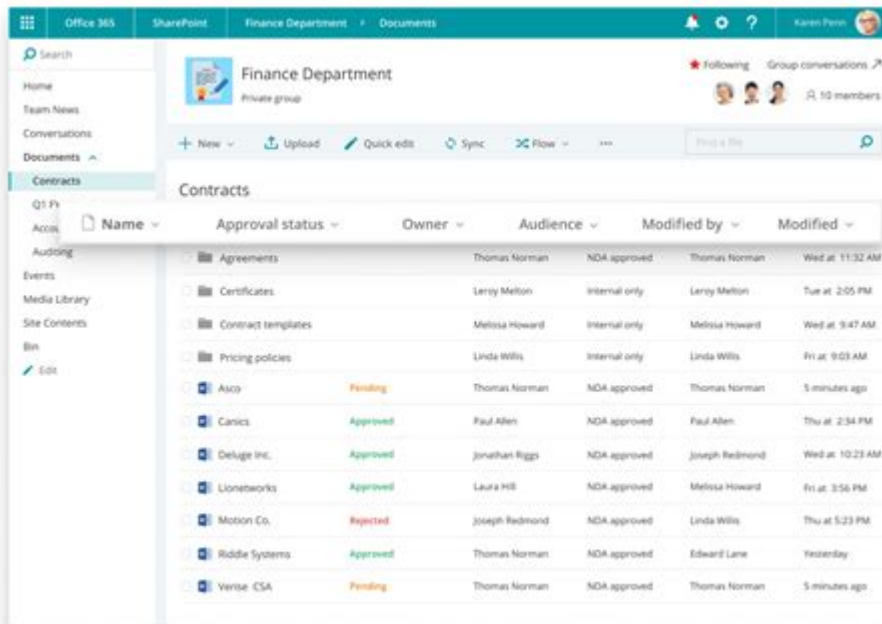 Office 365 SharePoint Finance Department › Documents ? Karen Penn
Search
Home
Team News
Conversations
Documents
Contracts
Q1
Auditing
Events
Media Library
Site Contents
Bin
Edit
Finance Department
Private group
Following Group conversations
10 members
New Upload Quick edit Sync Flow ... Find a file
Contracts
Name Approval status Owner Audience Modified by Modified
Agreements Thomas Norman NDA approved Thomas Norman Wed at 11:32 AM
Certificates Leroy Melton Internal only Leroy Melton Tue at 2:05 PM
Contract templates Melissa Howard Internal only Melissa Howard Wed at 9:47 AM
Pricing policies Linda Willis Internal only Linda Willis Fri at 9:03 AM
Asco Pending Thomas Norman NDA approved Thomas Norman 5 minutes ago
Canics Approved Paul Allen NDA approved Paul Allen Thu at 2:34 PM
Deluge Inc. Approved Jonathan Riggs NDA approved Joseph Redmond Wed at 10:23 AM
Lionetworks Approved Laura Hill NDA approved Melissa Howard Fri at 3:56 PM
Motion Co. Rejected Joseph Redmond NDA approved Linda Willis Thu at 5:23 PM
Riddle Systems Approved Thomas Norman NDA approved Edward Lane Yesterday
Verise CSA Pending Thomas Norman NDA approved Thomas Norman 5 minutes ago